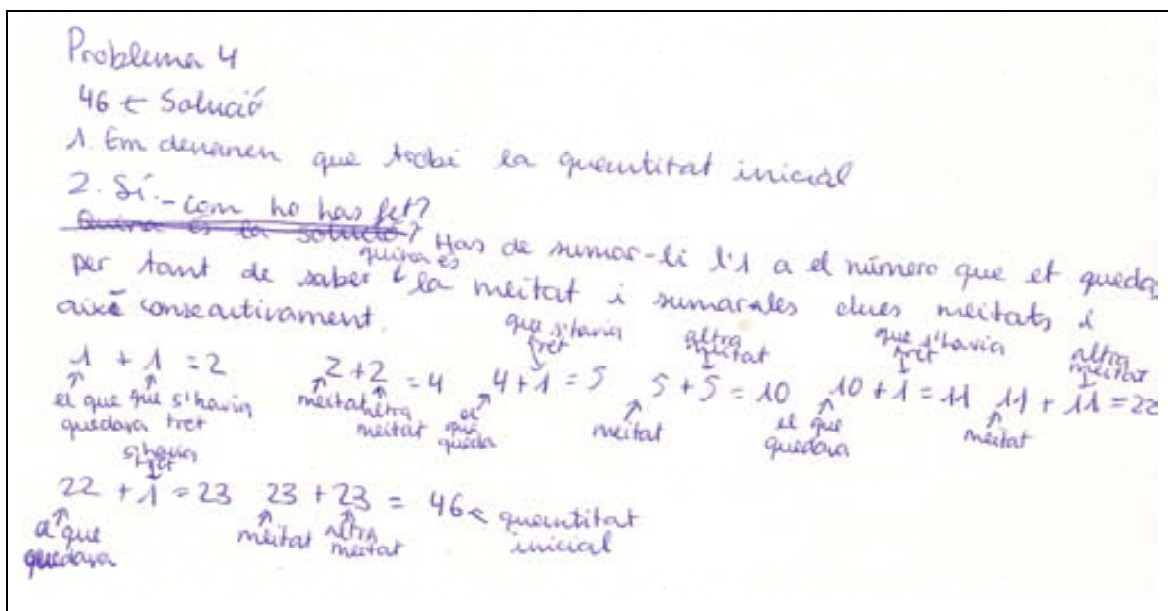 Problema 4
46 ← Solució
1. Em demanen que trobi la quantitat inicial
2. Sí. - com ho has fet?
Quina és la solució? Has de sumar-li l'1 a el número que et queda,
per tant de saber quina és la meitat i sumarales dues meitats i
així consecutivament.
que s'havia tret altra meitat que s'havia tret altra meitat
1 + 1 = 2 2+2 = 4 4+1 = 5 5+5 = 10 10+1 = 11 11+11 = 22
el que quedava que s'havia tret meitat altra meitat el que queda meitat el que quedava meitat
s'havia tret
22 + 1 = 23 23+23 = 46 ← quantitat inicial
el que quedava meitat altra meitat